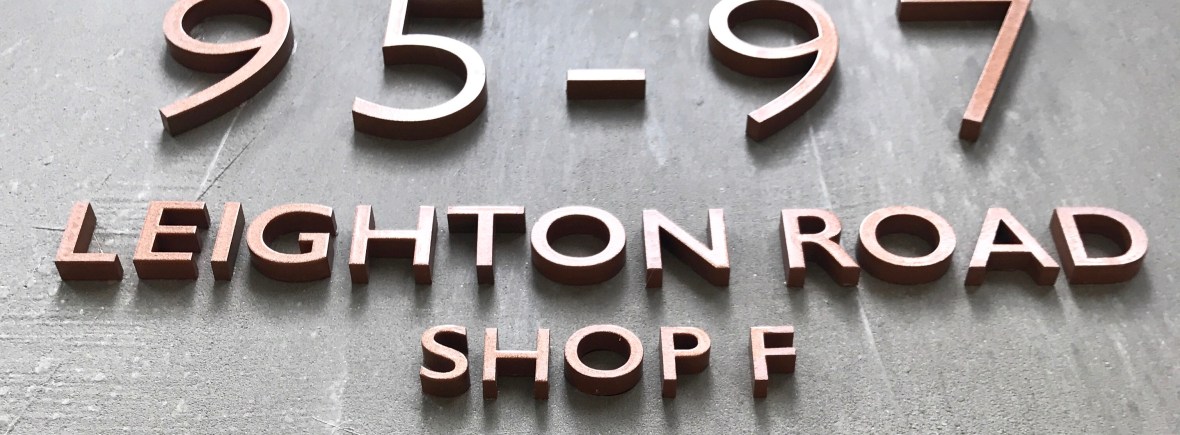 95-97
LEIGHTON ROAD
SHOP F